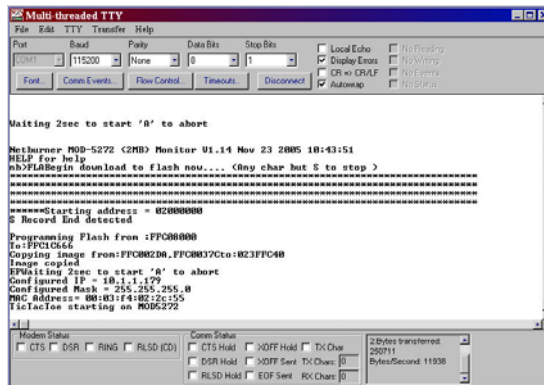 Multi-threaded TTY
File Edit TTY Transfer Help
Port Baud Parity Data Bits Stop Bits
COM1 115200 None 8 1
Local Echo No Reading
Display Errors No Writing
CR => CR/LF No Events
Autowrap No Status
Font... Comm Events... Flow Control... Timeouts... Disconnect
Waiting 2sec to start 'A' to abort
Netburner MOD-5272 (2MB) Monitor V1.14 Nov 23 2005 10:43:51
HELP for help
nb>FLABegin download to flash now.... (Any char but S to stop )
******Starting address = 02000000
S Record End detected
Programming Flash from :FFC08000
To:FFC1C666
Copying image from:FFC002DA,FFC0037Cto:023FFC40
Image copied
EPWaiting 2sec to start 'A' to abort
Configured IP = 10.1.1.179
Configured Mask = 255.255.255.0
MAC Address= 00:03:f4:02:2c:55
TicTacToe starting on MOD5272
Modem Status
CTS DSR RING RLSD (CD)
Comm Status
CTS Hold XOFF Hold TX Char
DSR Hold XOFF Sent TX Chars: 0
RLSD Hold EOF Sent RX Chars: 0
2:Bytes transferred:
250711
Bytes/Second: 11938